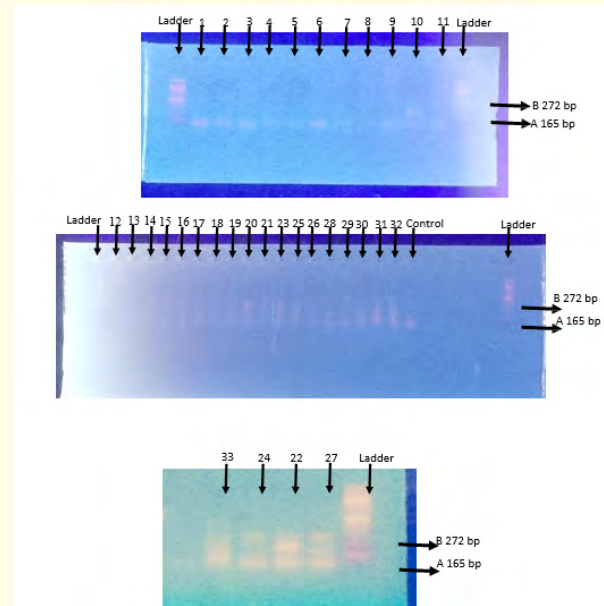 Ladder 1 2 3 4 5 6 7 8 9 10 11 Ladder
B 272 bp
A 165 bp
Ladder 12 13 14 15 16 17 18 19 20 21 23 25 26 28 29 30 31 32 Control Ladder
B 272 bp
A 165 bp
33 24 22 27 Ladder
B 272 bp
A 165 bp